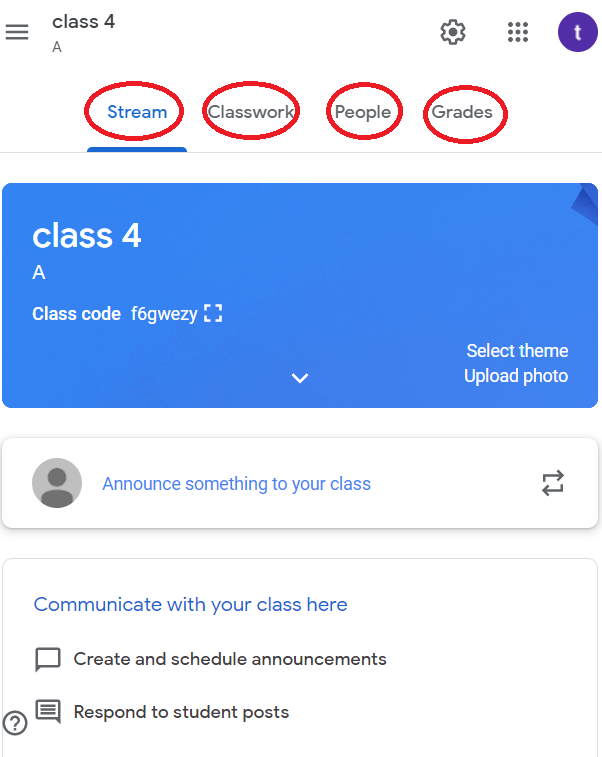 class 4
A
t
Stream Classwork People Grades
class 4
A
Class code f6gwezy
Select theme
Upload photo
Announce something to your class
Communicate with your class here
Create and schedule announcements
Respond to student posts
?